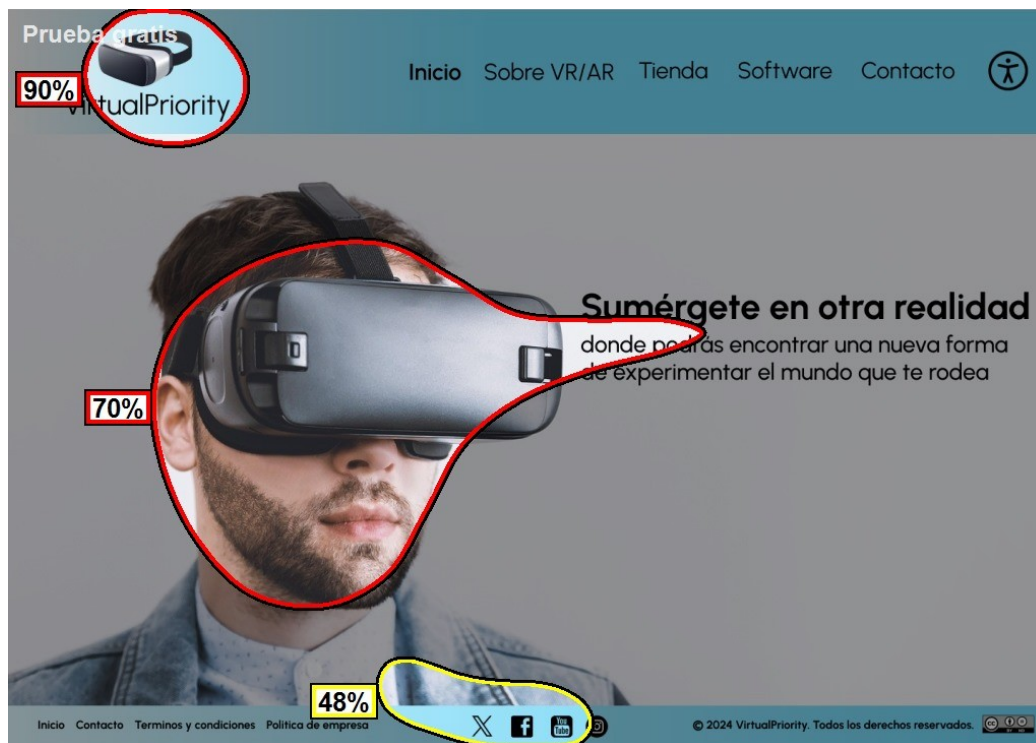 Prueba gratis
90%
VirtualPriority
Inicio Sobre VR/AR Tienda Software Contacto
Sumérgete en otra realidad
donde podrás encontrar una nueva forma
de experimentar el mundo que te rodea
70%
48%
Inicio Contacto Terminos y condiciones Politica de empresa
You
Tube
© 2024 VirtualPriority. Todos los derechos reservados.